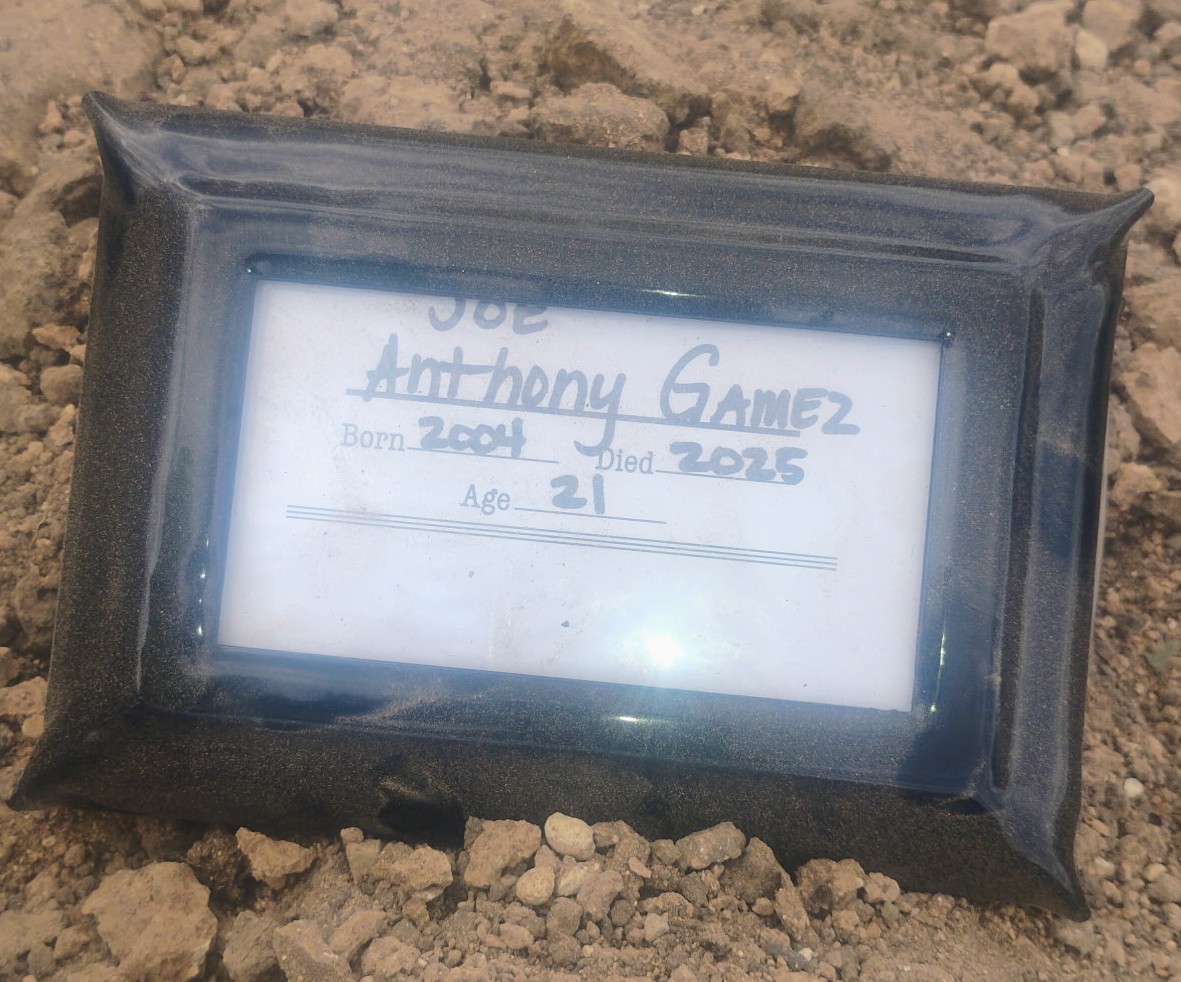 JOE
Anthony GAMEZ
Born 2004 Died 2025
Age 21